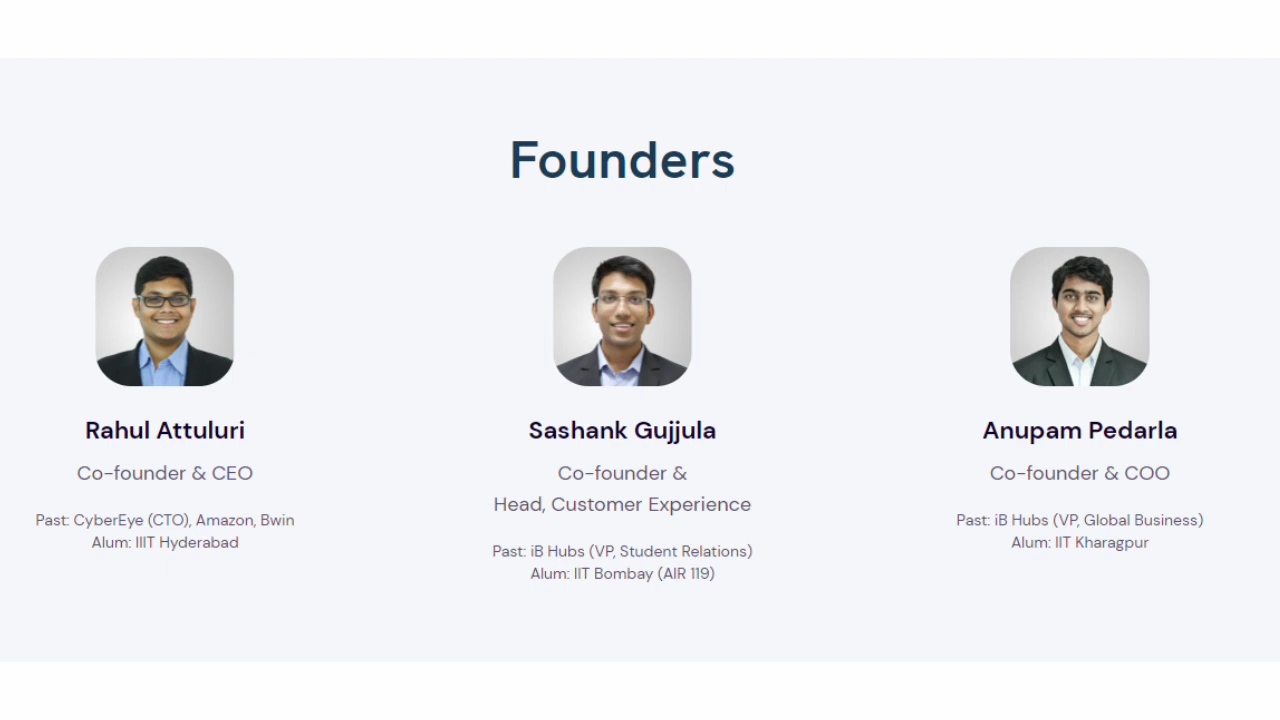 Founders
Rahul Attuluri
Co-founder & CEO
Past: CyberEye (CTO), Amazon, Bwin
Alum: IIIT Hyderabad
Sashank Gujjula
Co-founder &
Head, Customer Experience
Past: iB Hubs (VP, Student Relations)
Alum: IIT Bombay (AIR 119)
Anupam Pedarla
Co-founder & COO
Past: iB Hubs (VP, Global Business)
Alum: IIT Kharagpur